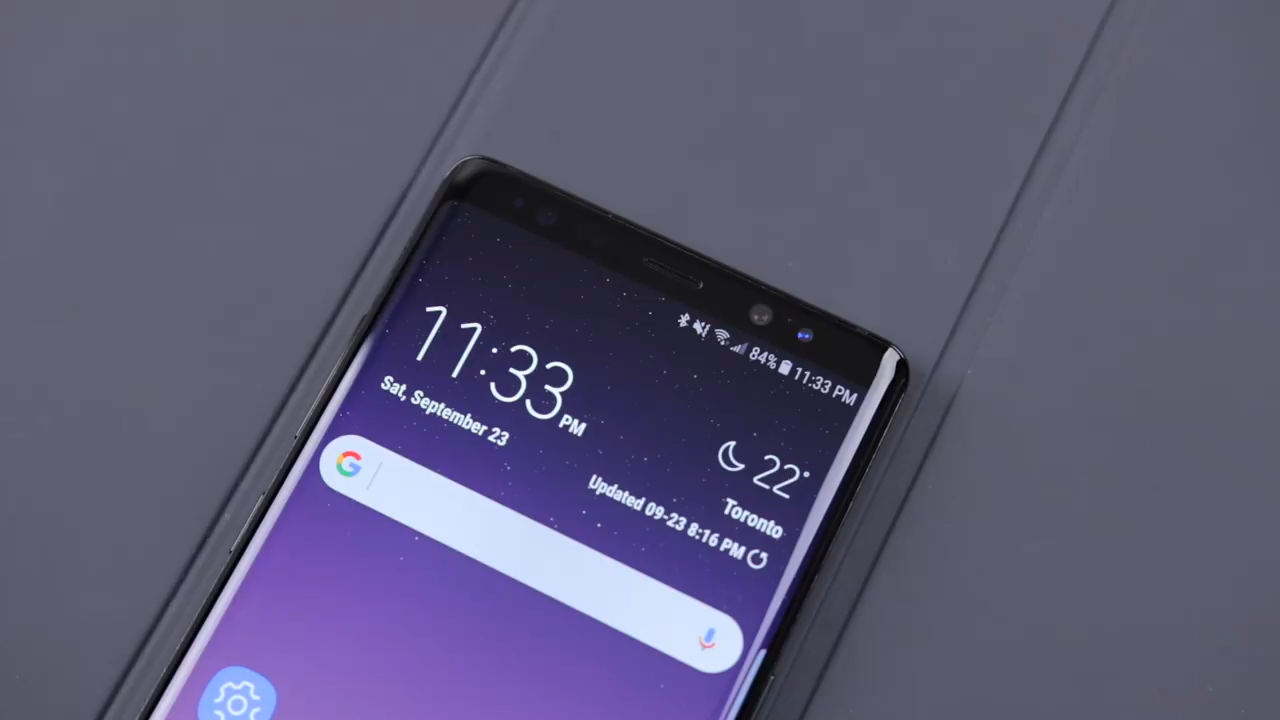 84% 11:33 PM
11:33 PM
Sat, September 23
22°
Toronto
Updated 09-23 8:16 PM
G